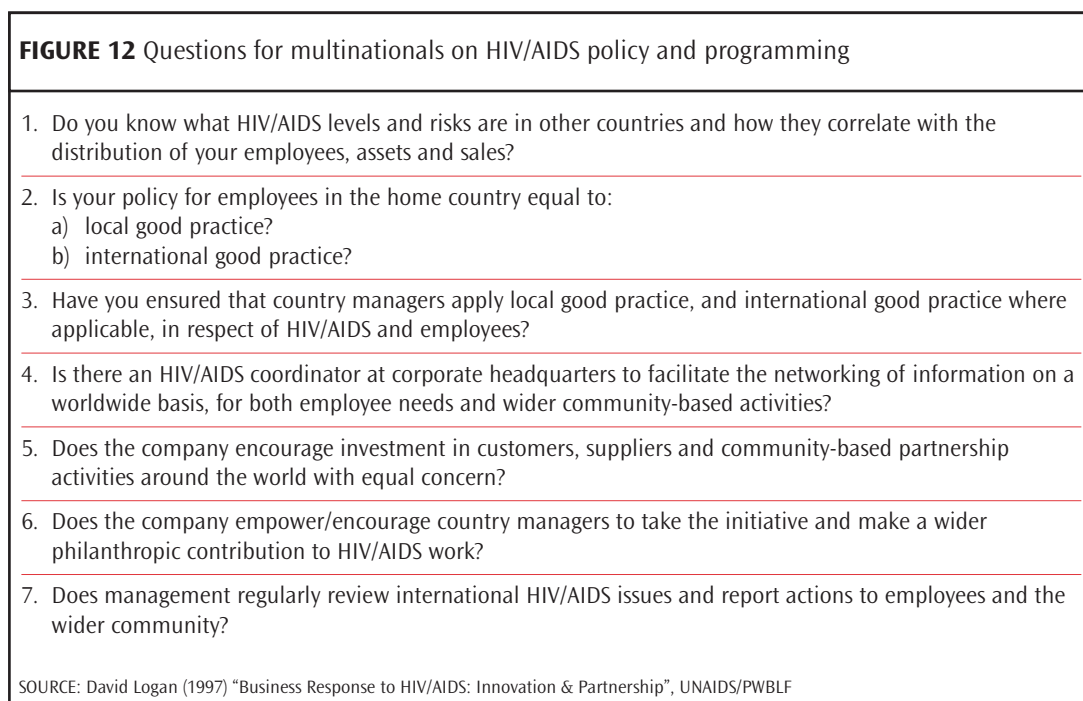 FIGURE 12 Questions for multinationals on HIV/AIDS policy and programming
1. Do you know what HIV/AIDS levels and risks are in other countries and how they correlate with the
distribution of your employees, assets and sales?
2. Is your policy for employees in the home country equal to:
a) local good practice?
b) international good practice?
3. Have you ensured that country managers apply local good practice, and international good practice where
applicable, in respect of HIV/AIDS and employees?
4. Is there an HIV/AIDS coordinator at corporate headquarters to facilitate the networking of information on a
worldwide basis, for both employee needs and wider community-based activities?
5. Does the company encourage investment in customers, suppliers and community-based partnership
activities around the world with equal concern?
6. Does the company empower/encourage country managers to take the initiative and make a wider
philanthropic contribution to HIV/AIDS work?
7. Does management regularly review international HIV/AIDS issues and report actions to employees and the
wider community?
SOURCE: David Logan (1997) “Business Response to HIV/AIDS: Innovation & Partnership”, UNAIDS/PWBLF